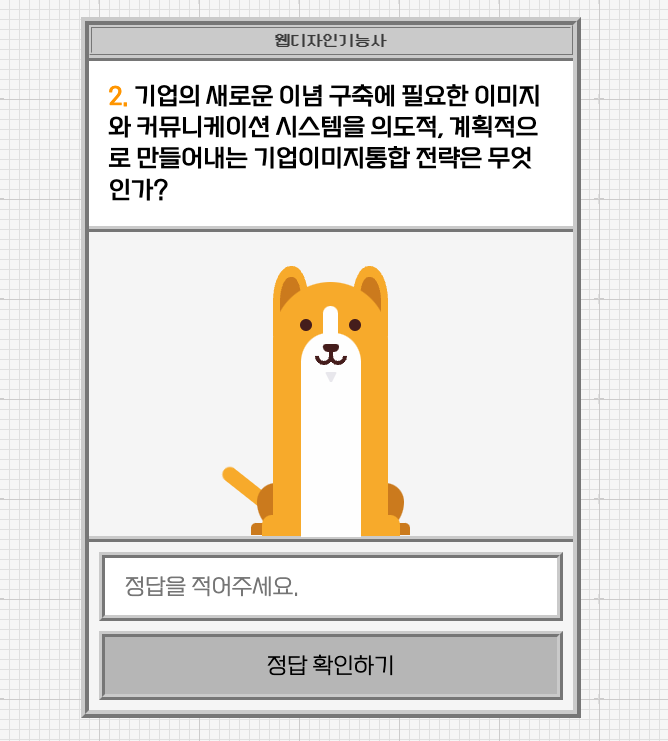 웹디자인기능사
2. 기업의 새로운 이념 구축에 필요한 이미지
와 커뮤니케이션 시스템을 의도적, 계획적으
로 만들어내는 기업이미지통합 전략은 무엇
인가?
정답을 적어주세요.
정답 확인하기